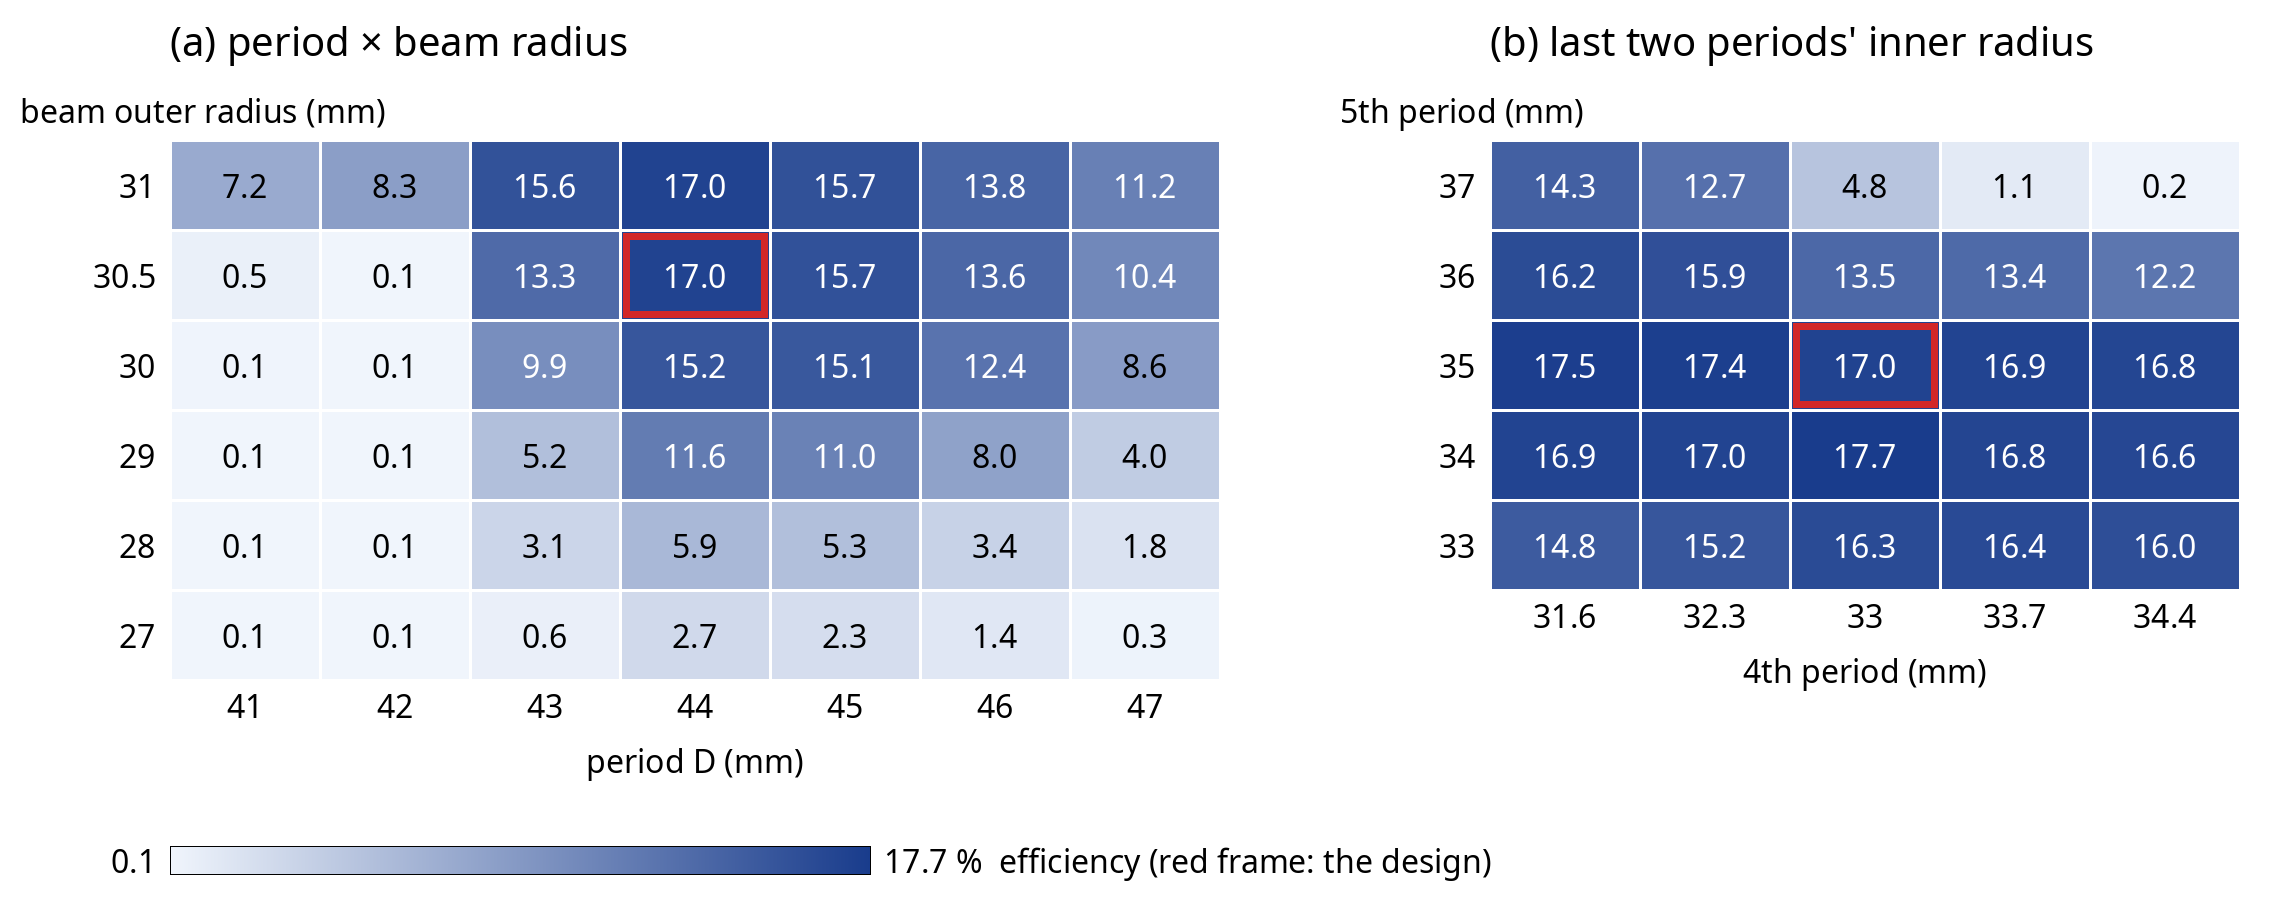 (a) period × beam radius
beam outer radius (mm)
31 7.2 8.3 15.6 17.0 15.7 13.8 11.2
30.5 0.5 0.1 13.3 17.0 15.7 13.6 10.4
30 0.1 0.1 9.9 15.2 15.1 12.4 8.6
29 0.1 0.1 5.2 11.6 11.0 8.0 4.0
28 0.1 0.1 3.1 5.9 5.3 3.4 1.8
27 0.1 0.1 0.6 2.7 2.3 1.4 0.3
41 42 43 44 45 46 47
period D (mm)
(b) last two periods' inner radius
5th period (mm)
37 14.3 12.7 4.8 1.1 0.2
36 16.2 15.9 13.5 13.4 12.2
35 17.5 17.4 17.0 16.9 16.8
34 16.9 17.0 17.7 16.8 16.6
33 14.8 15.2 16.3 16.4 16.0
31.6 32.3 33 33.7 34.4
4th period (mm)
0.1 17.7 % efficiency (red frame: the design)